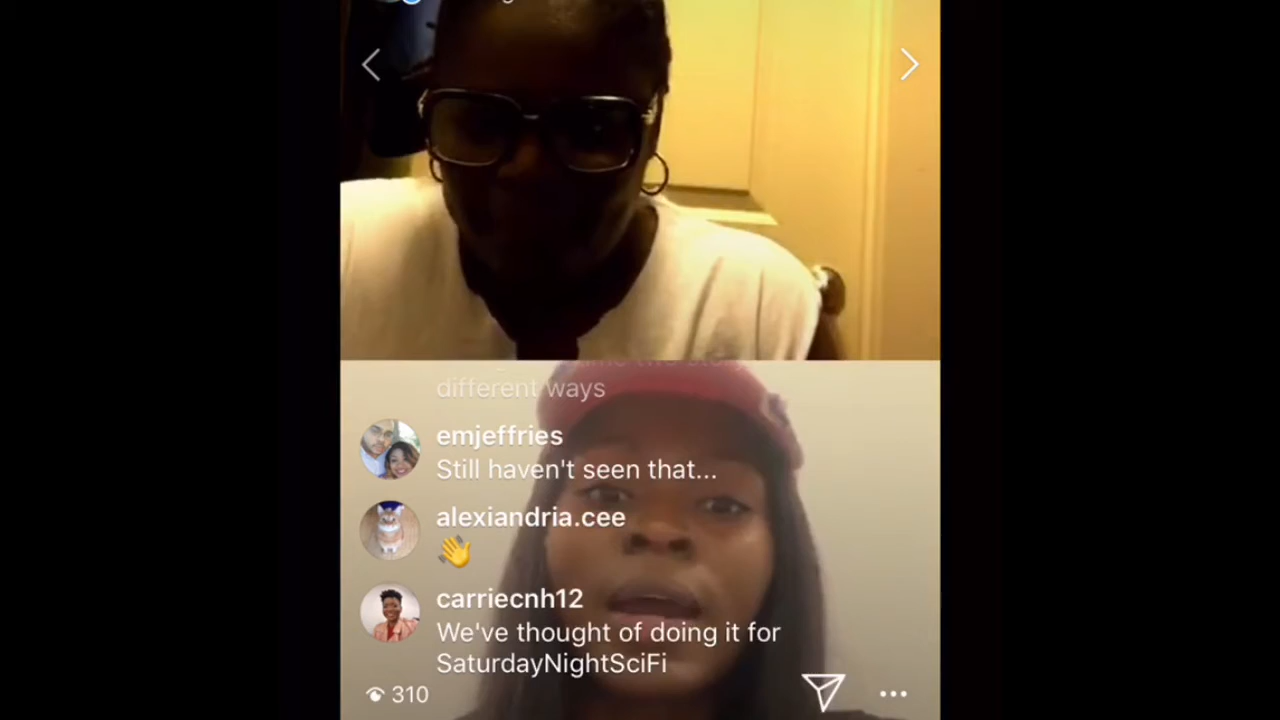 different ways
emjeffries
Still haven't seen that...
alexiandria.cee
👋
carriecnh12
We've thought of doing it for
SaturdayNightSciFi
310